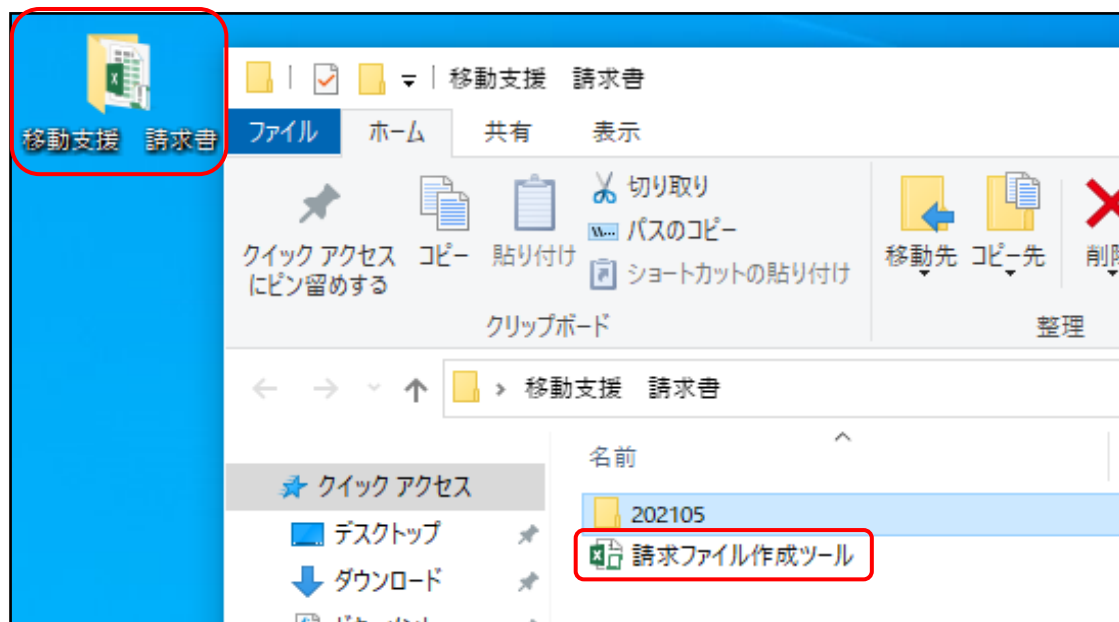 移動支援　請求書
移動支援　請求書
ファイル ホーム 共有 表示
クイック アクセス
にピン留めする
コピー
貼り付け
切り取り
パスのコピー
ショートカットの貼り付け
移動先
コピー先
クリップボード
整理
移動支援　請求書
名前
クイック アクセス
デスクトップ
ダウンロード
202105
請求ファイル作成ツール